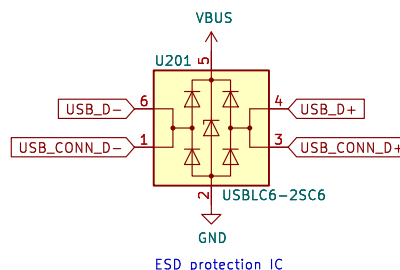 VBUS
U201
5
6
USB_D-
4
USB_D+
1
USB_CONN_D-
3
USB_CONN_D+
2
USBLC6-2SC6
GND
ESD protection IC